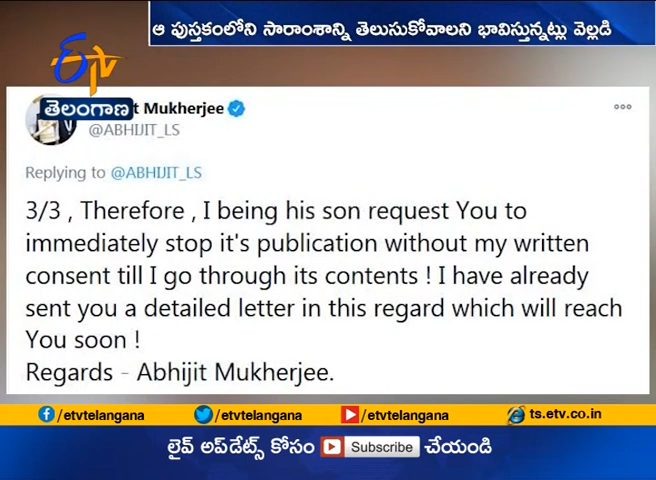 ఆ పుస్తకంలోని సారాంశాన్ని తెలుసుకోవాలని భావిస్తున్నట్లు వెల్లడి
ETV
తెలంగాణ
t Mukherjee
@ABHIJIT_LS
Replying to @ABHIJIT_LS
3/3 , Therefore , I being his son request You to
immediately stop it's publication without my written
consent till I go through its contents ! I have already
sent you a detailed letter in this regard which will reach
You soon !
Regards - Abhijit Mukherjee.
/etvtelangana /etvtelangana /etvtelangana ts.etv.co.in
లైవ్ అప్‌డేట్స్ కోసం Subscribe చేయండి